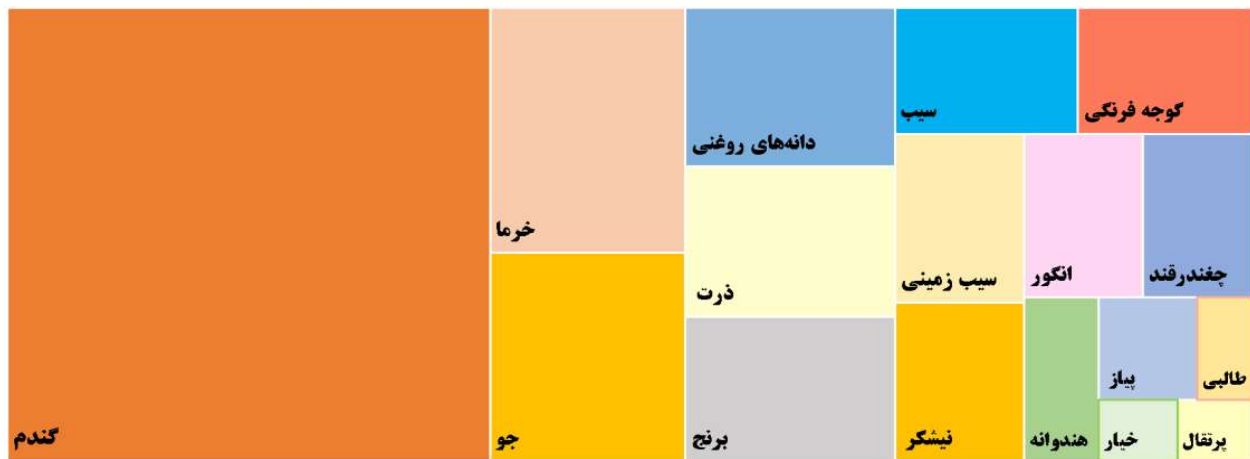 گندم
خرما
جو
دانه‌های روغنی
ذرت
برنج
سیب
گوجه فرنگی
سیب زمینی
انگور
چغندرقند
نیشکر
هندوانه
پیاز
طالبی
خیار
پرتقال